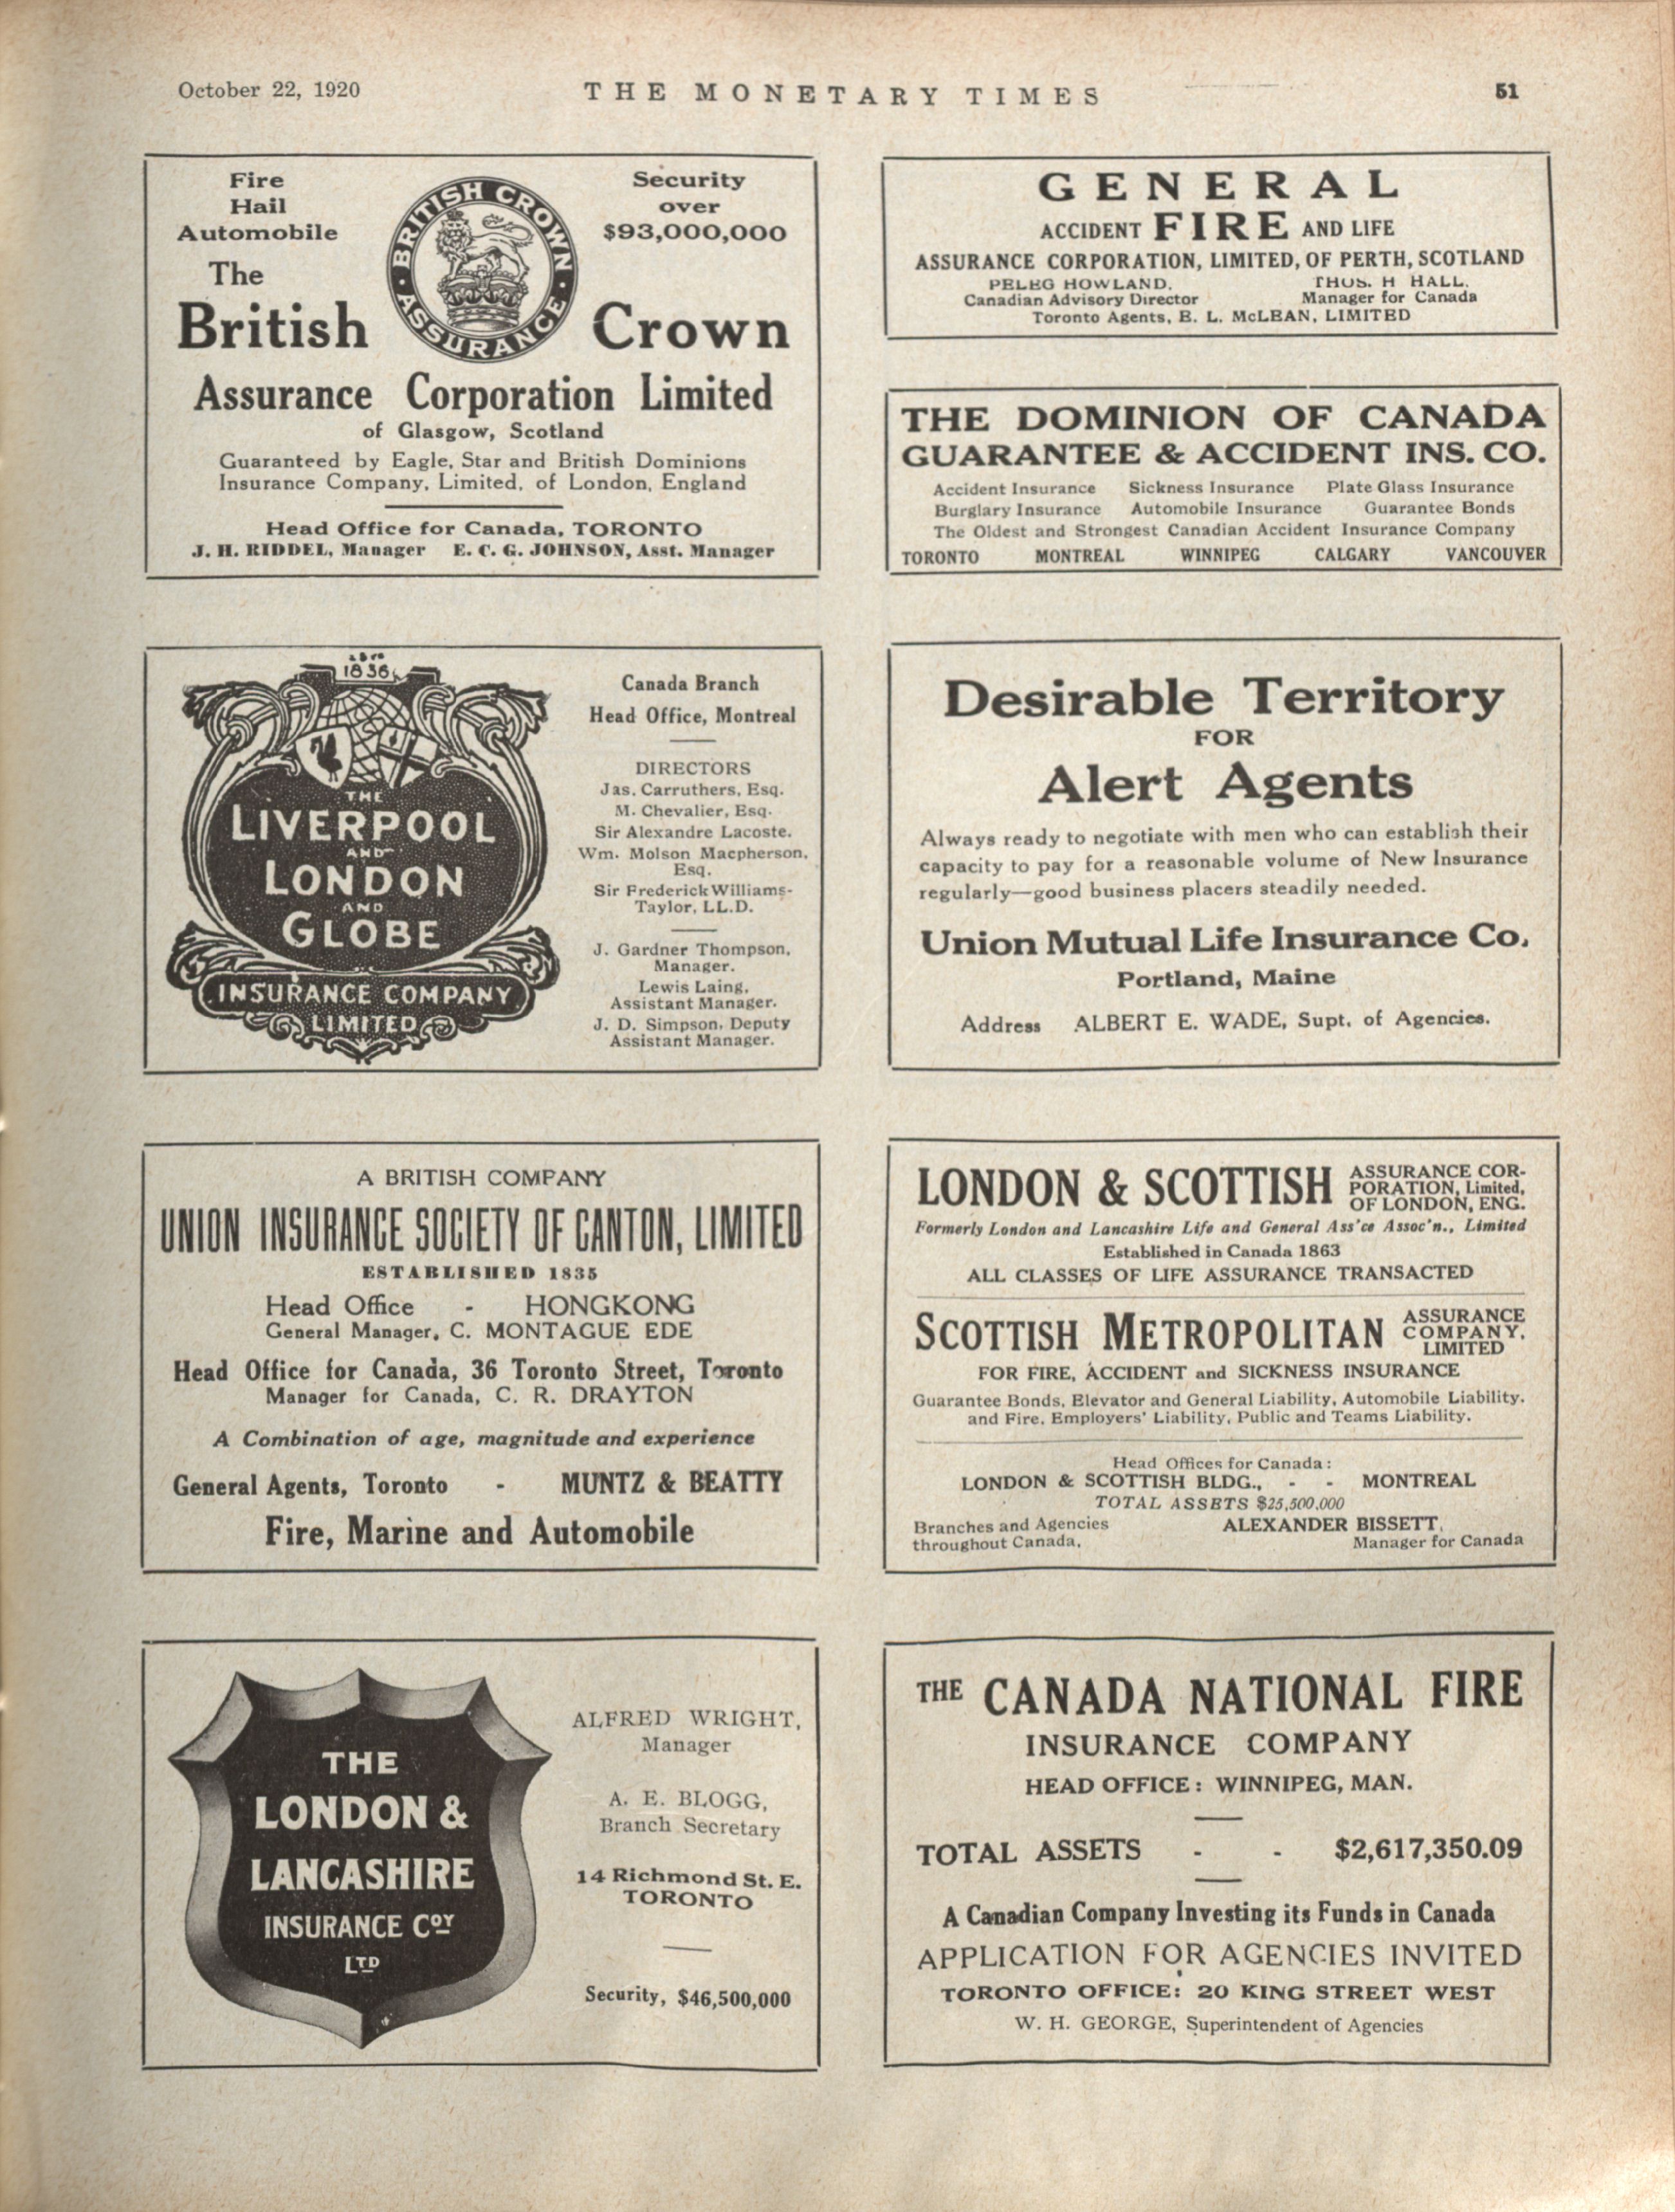 October 22, 1920 THE MONETARY TIMES 51
Fire
Hail
Automobile
BRITISH CROWN · ASSURANCE ·
Security
over
$93,000,000
The
British Crown
Assurance Corporation Limited
of Glasgow, Scotland
Guaranteed by Eagle, Star and British Dominions
Insurance Company, Limited, of London, England
Head Office for Canada, TORONTO
J. H. RIDDEL, Manager E. C. G. JOHNSON, Asst. Manager
GENERAL
ACCIDENT FIRE AND LIFE
ASSURANCE CORPORATION, LIMITED, OF PERTH, SCOTLAND
PELEG HOWLAND, THOS. H HALL,
Canadian Advisory Director Manager for Canada
Toronto Agents, E. L. McLEAN, LIMITED
THE DOMINION OF CANADA
GUARANTEE & ACCIDENT INS. CO.
Accident Insurance Sickness Insurance Plate Glass Insurance
Burglary Insurance Automobile Insurance Guarantee Bonds
The Oldest and Strongest Canadian Accident Insurance Company
TORONTO MONTREAL WINNIPEG CALGARY VANCOUVER
1836
THE
LIVERPOOL
AND
LONDON
AND
GLOBE
INSURANCE COMPANY
LIMITED
Canada Branch
Head Office, Montreal
DIRECTORS
Jas. Carruthers, Esq.
M. Chevalier, Esq.
Sir Alexandre Lacoste.
Wm. Molson Macpherson,
Esq.
Sir Frederick Williams-
Taylor, LL.D.
J. Gardner Thompson,
Manager.
Lewis Laing,
Assistant Manager.
J. D. Simpson, Deputy
Assistant Manager.
Desirable Territory
FOR
Alert Agents
Always ready to negotiate with men who can establish their
capacity to pay for a reasonable volume of New Insurance
regularly—good business placers steadily needed.
Union Mutual Life Insurance Co.
Portland, Maine
Address ALBERT E. WADE, Supt. of Agencies.
A BRITISH COMPANY
UNION INSURANCE SOCIETY OF CANTON, LIMITED
ESTABLISHED 1835
Head Office - HONGKONG
General Manager, C. MONTAGUE EDE
Head Office for Canada, 36 Toronto Street, Toronto
Manager for Canada, C. R. DRAYTON
A Combination of age, magnitude and experience
General Agents, Toronto - MUNTZ & BEATTY
Fire, Marine and Automobile
LONDON & SCOTTISH ASSURANCE COR-
PORATION, Limited,
OF LONDON, ENG.
Formerly London and Lancashire Life and General Ass'ce Assoc'n., Limited
Established in Canada 1863
ALL CLASSES OF LIFE ASSURANCE TRANSACTED
SCOTTISH METROPOLITAN ASSURANCE
COMPANY,
LIMITED
FOR FIRE, ACCIDENT and SICKNESS INSURANCE
Guarantee Bonds, Elevator and General Liability, Automobile Liability,
and Fire, Employers' Liability, Public and Teams Liability.
Head Offices for Canada:
LONDON & SCOTTISH BLDG., - - MONTREAL
TOTAL ASSETS $25,500,000
Branches and Agencies ALEXANDER BISSETT,
throughout Canada, Manager for Canada
THE
LONDON &
LANCASHIRE
INSURANCE COY
LTD
ALFRED WRIGHT,
Manager
A. E. BLOGG,
Branch Secretary
14 Richmond St. E.
TORONTO
Security, $46,500,000
THE CANADA NATIONAL FIRE
INSURANCE COMPANY
HEAD OFFICE: WINNIPEG, MAN.
TOTAL ASSETS - - $2,617,350.09
A Canadian Company Investing its Funds in Canada
APPLICATION FOR AGENCIES INVITED
TORONTO OFFICE: 20 KING STREET WEST
W. H. GEORGE, Superintendent of Agencies